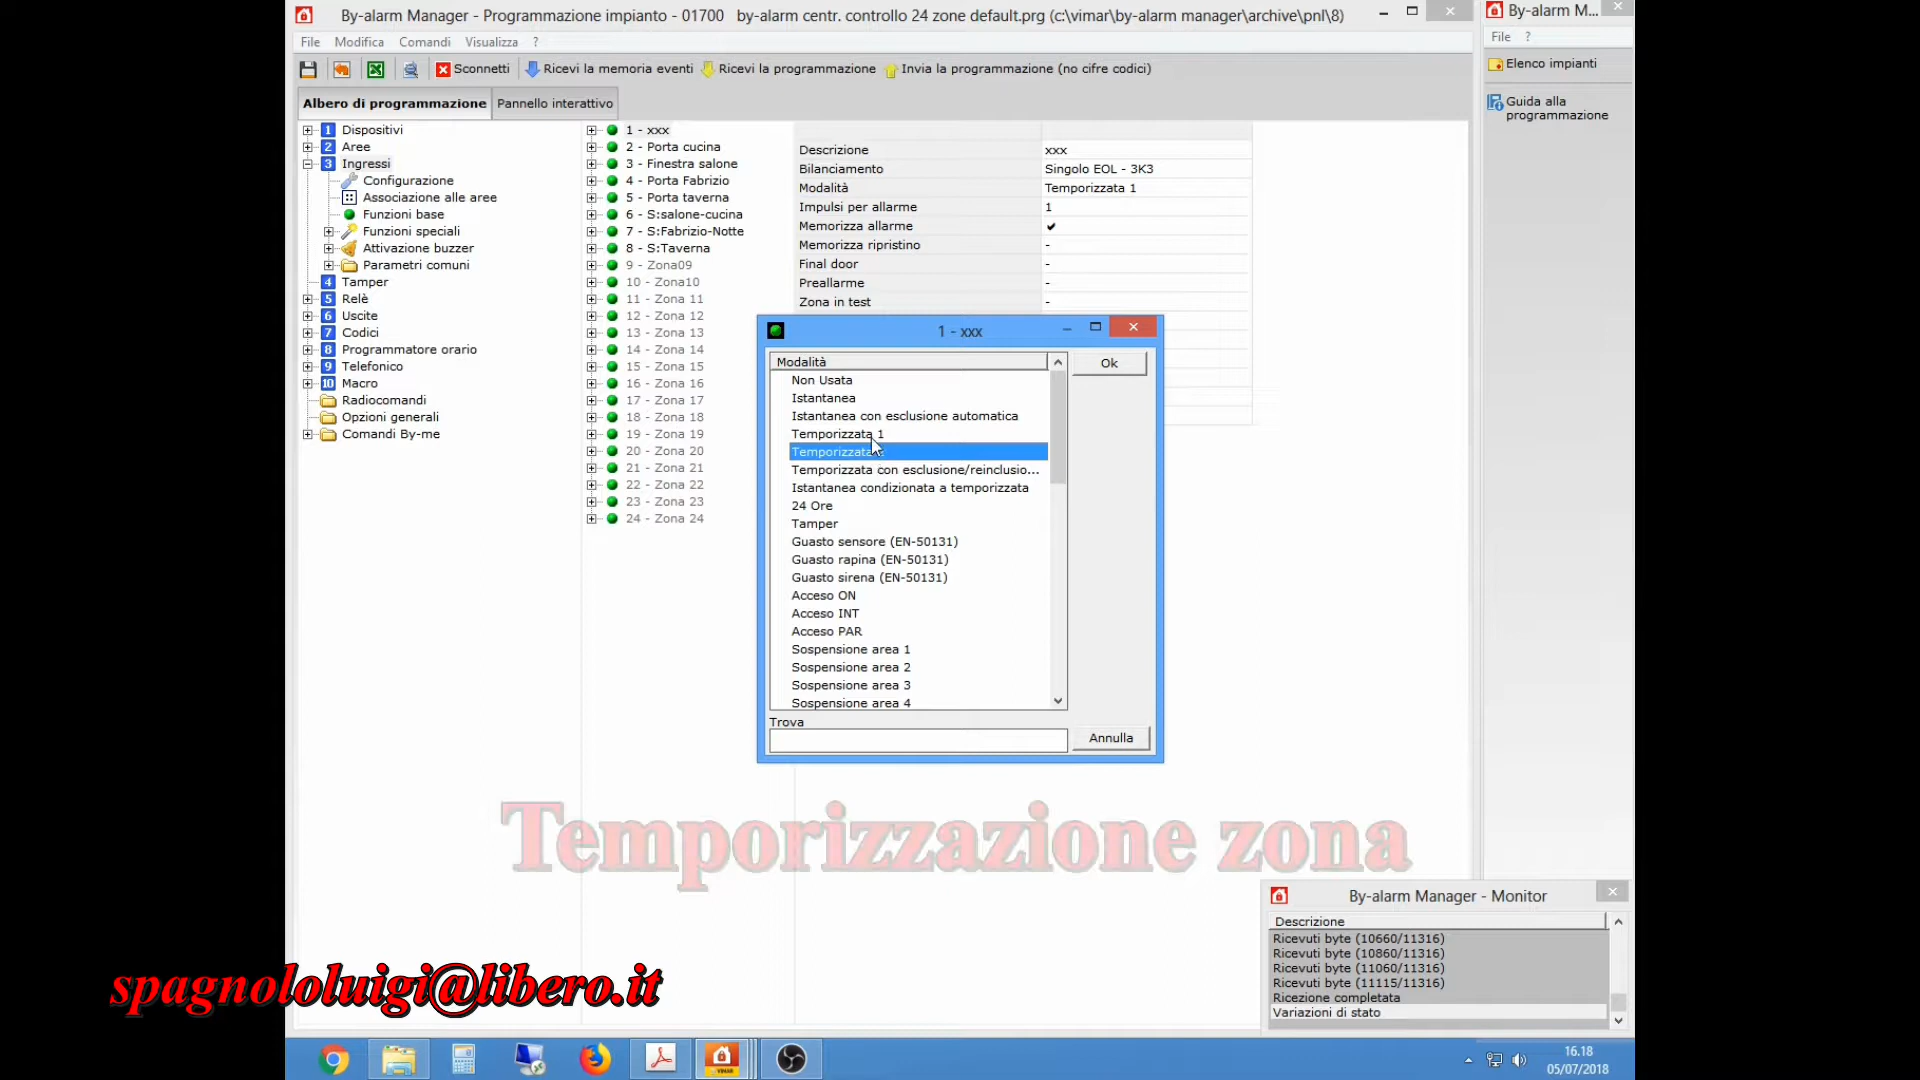 By-alarm Manager - Programmazione impianto - 01700 by-alarm centr. controllo 24 zone default.prg (c:\vimar\by-alarm manager\archive\pnl\8)
By-alarm M...
File Modifica Comandi Visualizza ?
File ?
Sconnetti Ricevi la memoria eventi Ricevi la programmazione Invia la programmazione (no cifre codici)
Elenco impianti
Guida alla
programmazione
Albero di programmazione Pannello interattivo
1 Dispositivi
2 Aree
3 Ingressi
Configurazione
Associazione alle aree
Funzioni base
Funzioni speciali
Attivazione buzzer
Parametri comuni
4 Tamper
5 Relè
6 Uscite
7 Codici
8 Programmatore orario
9 Telefonico
10 Macro
Radiocomandi
Opzioni generali
Comandi By-me
1 - xxx
2 - Porta cucina
3 - Finestra salone
4 - Porta Fabrizio
5 - Porta taverna
6 - S:salone-cucina
7 - S:Fabrizio-Notte
8 - S:Taverna
9 - Zona09
10 - Zona10
11 - Zona 11
12 - Zona 12
13 - Zona 13
14 - Zona 14
15 - Zona 15
16 - Zona 16
17 - Zona 17
18 - Zona 18
19 - Zona 19
20 - Zona 20
21 - Zona 21
22 - Zona 22
23 - Zona 23
24 - Zona 24
Descrizione xxx
Bilanciamento Singolo EOL - 3K3
Modalità Temporizzata 1
Impulsi per allarme 1
Memorizza allarme ✔
Memorizza ripristino -
Final door -
Preallarme -
Zona in test -
1 - xxx
Modalità
Ok
Non Usata
Istantanea
Istantanea con esclusione automatica
Temporizzata 1
Temporizzata
Temporizzata con esclusione/reinclusio...
Istantanea condizionata a temporizzata
24 Ore
Tamper
Guasto sensore (EN-50131)
Guasto rapina (EN-50131)
Guasto sirena (EN-50131)
Acceso ON
Acceso INT
Acceso PAR
Sospensione area 1
Sospensione area 2
Sospensione area 3
Sospensione area 4
Trova
Annulla
Temporizzazione zona
By-alarm Manager - Monitor
Descrizione
Ricevuti byte (10660/11316)
Ricevuti byte (10860/11316)
Ricevuti byte (11060/11316)
Ricevuti byte (11115/11316)
Ricezione completata
Variazioni di stato
spagnololuigi@libero.it
VIMAR
16.18
05/07/2018